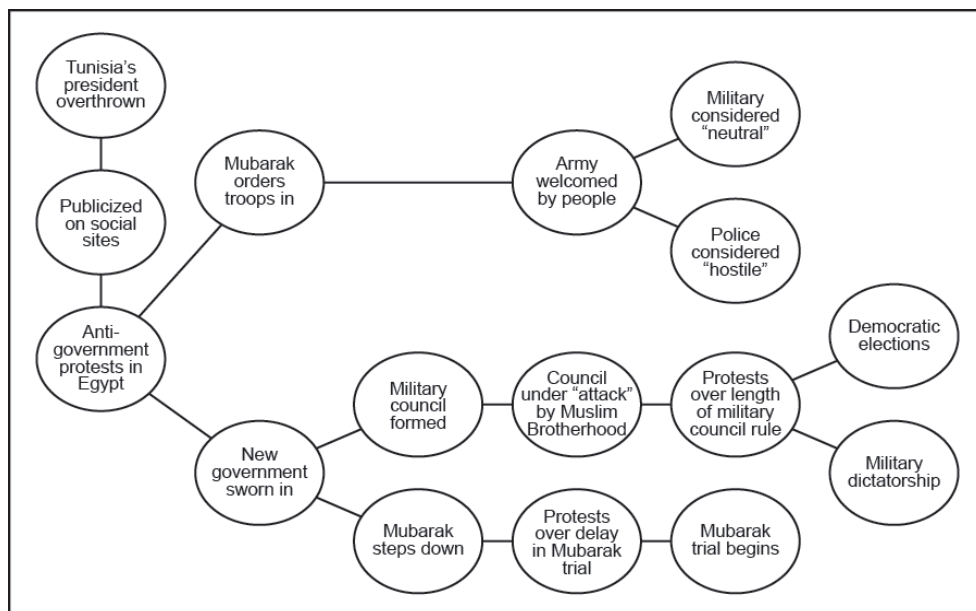 Tunisia's
president
overthrown
Publicized
on social
sites
Anti-
government
protests in
Egypt
Mubarak
orders
troops in
Army
welcomed
by people
Military
considered
“neutral”
Police
considered
“hostile”
New
government
sworn in
Military
council
formed
Council
under “attack”
by Muslim
Brotherhood
Protests
over length
of military
council rule
Democratic
elections
Military
dictatorship
Mubarak
steps down
Protests
over delay
in Mubarak
trial
Mubarak
trial begins